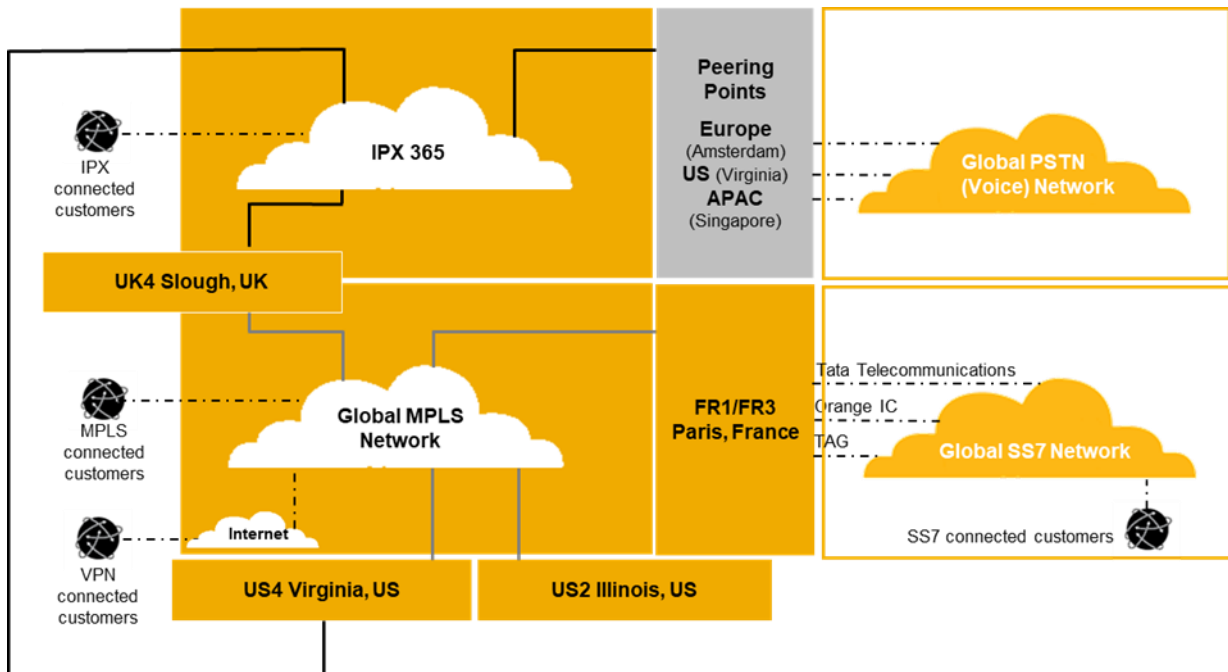 Peering
Points
Europe
(Amsterdam)
US (Virginia)
APAC
(Singapore)
IPX 365
Global PSTN
(Voice) Network
IPX
connected
customers
UK4 Slough, UK
Tata Telecommunications
MPLS
connected
customers
Global MPLS
Network
FR1/FR3
Paris, France
Orange IC
TAG
Global SS7 Network
Internet
SS7 connected customers
VPN
connected
customers
US4 Virginia, US
US2 Illinois, US